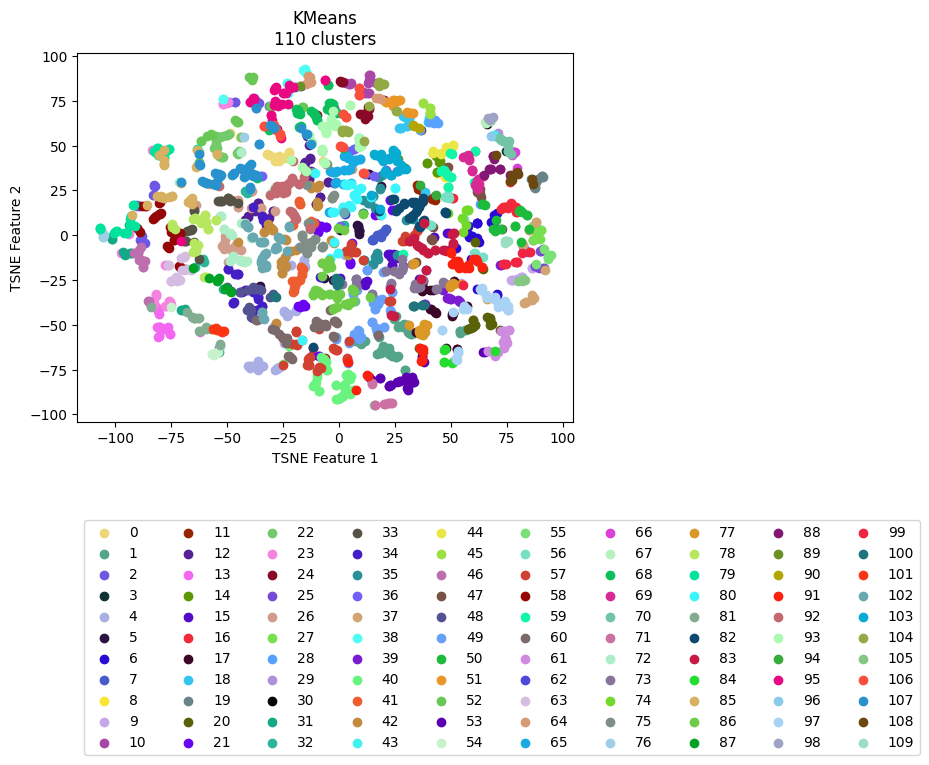 KMeans
110 clusters
100
75
50
25
0
−25
−50
−75
−100
TSNE Feature 2
−100 −75 −50 −25 0 25 50 75 100
TSNE Feature 1
0 11 22 33 44 55 66 77 88 99
1 12 23 34 45 56 67 78 89 100
2 13 24 35 46 57 68 79 90 101
3 14 25 36 47 58 69 80 91 102
4 15 26 37 48 59 70 81 92 103
5 16 27 38 49 60 71 82 93 104
6 17 28 39 50 61 72 83 94 105
7 18 29 40 51 62 73 84 95 106
8 19 30 41 52 63 74 85 96 107
9 20 31 42 53 64 75 86 97 108
10 21 32 43 54 65 76 87 98 109